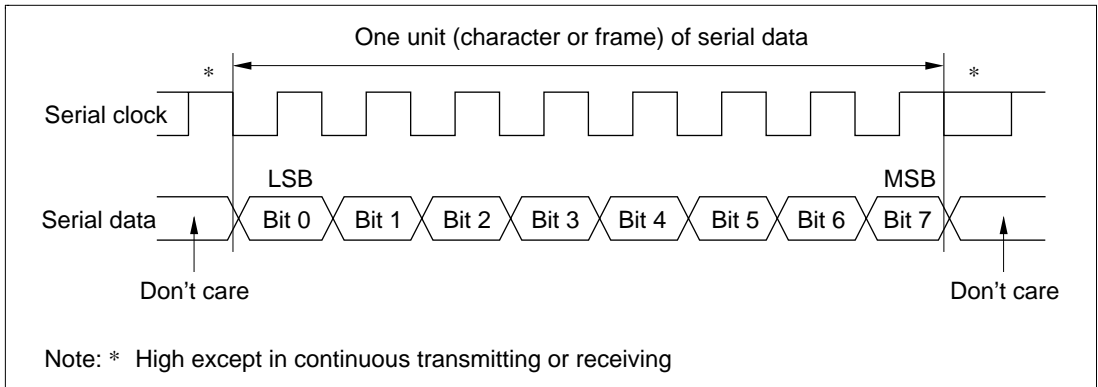 One unit (character or frame) of serial data
* *
Serial clock
LSB MSB
Serial data Bit 0 Bit 1 Bit 2 Bit 3 Bit 4 Bit 5 Bit 6 Bit 7
Don't care Don't care
Note: * High except in continuous transmitting or receiving